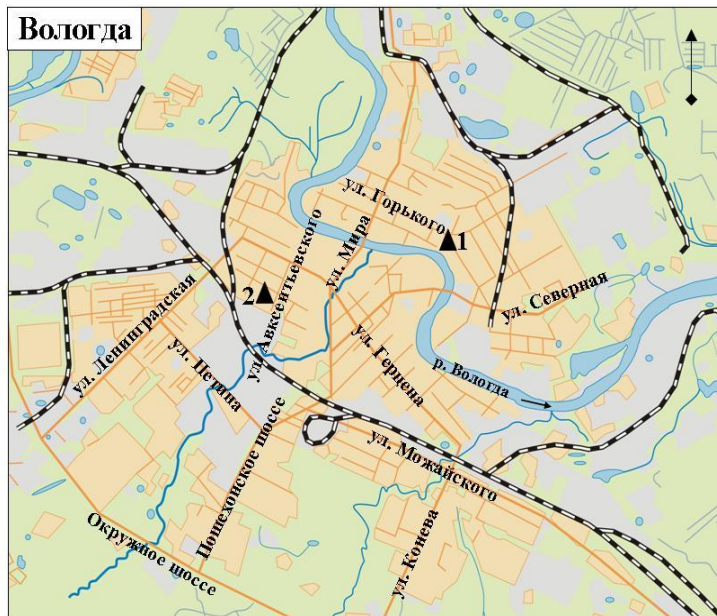 Вологда
ул. Горького
1
ул. Мира
ул. Авксентьевского
2
ул. Северная
ул. Ленинградская
ул. Петина
ул. Герцена
р. Вологда
ул. Можайского
Пошехонское шоссе
Окружное шоссе
ул. Конева